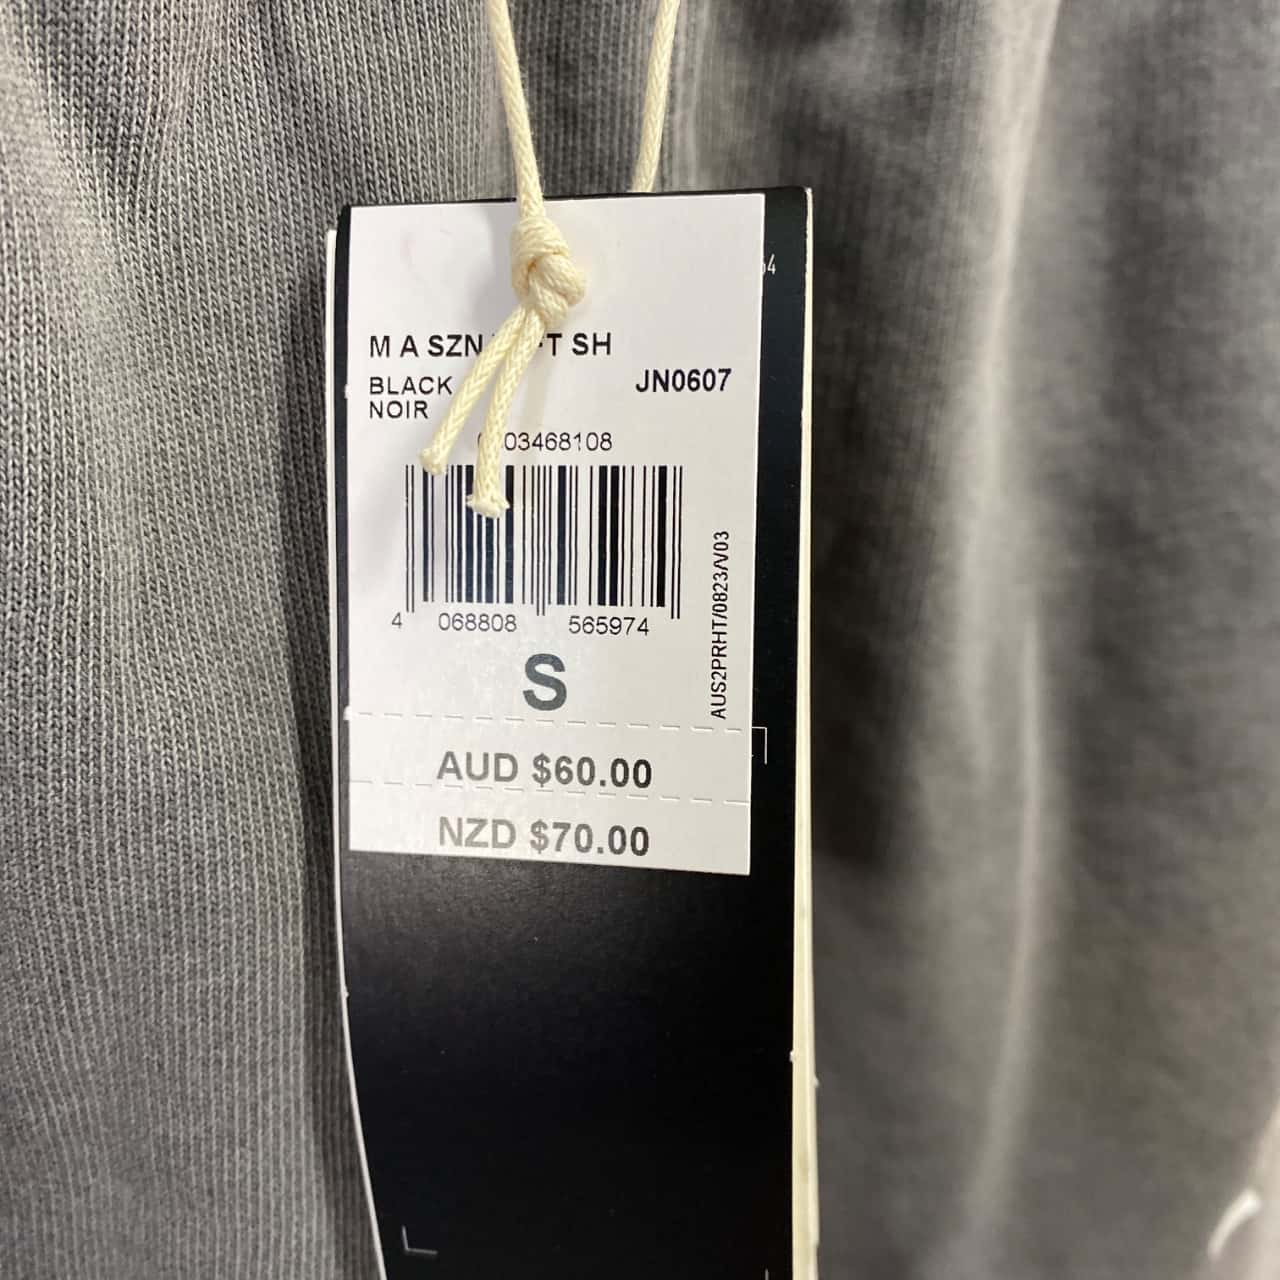 M A SZN SH
BLACK
NOIR
JN0607
03468108
4 068808 565974
AUS2PRHT/0823/V03
S
AUD $60.00
NZD $70.00